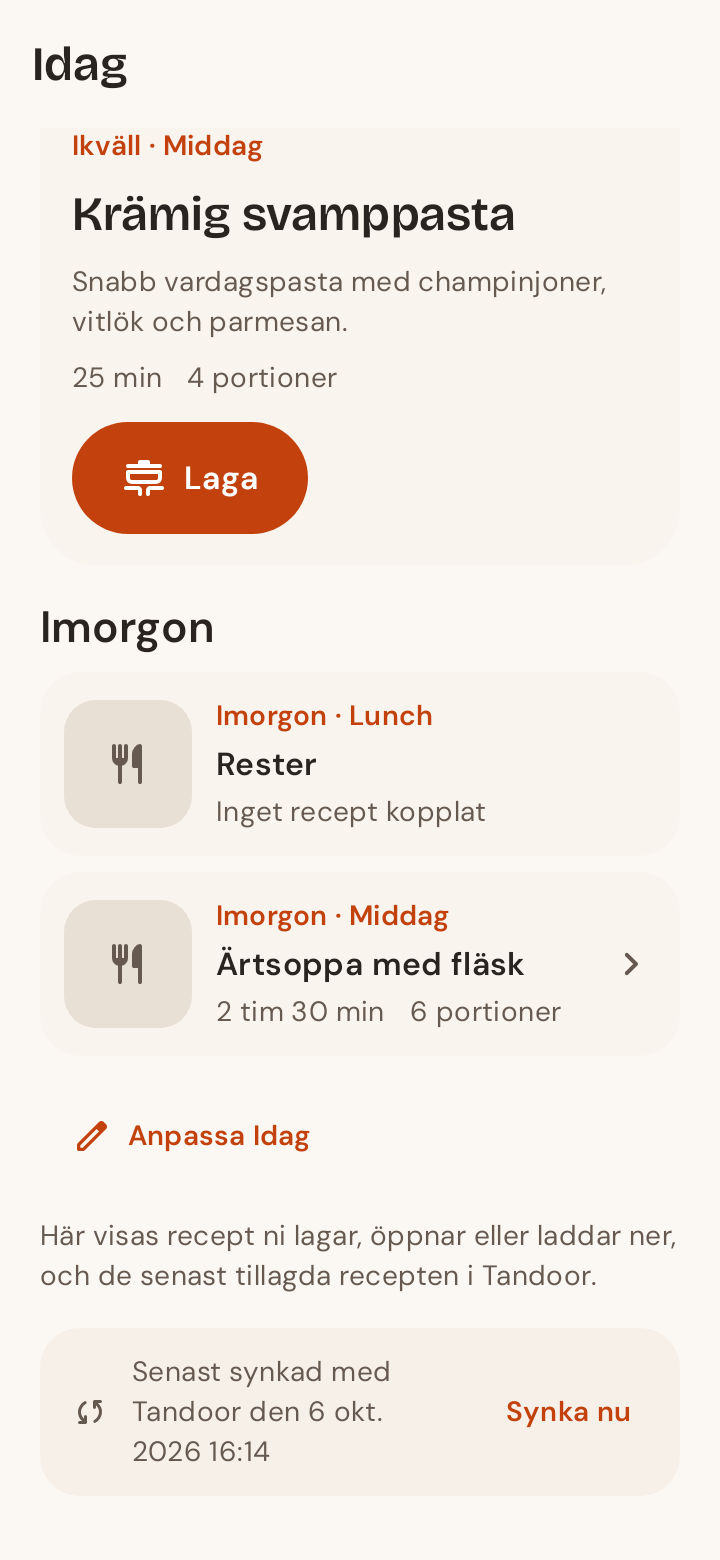 Idag
Ikväll · Middag
Krämig svamppasta
Snabb vardagspasta med champinjoner,
vitlök och parmesan.
25 min 4 portioner
Laga
Imorgon
Imorgon · Lunch
Rester
Inget recept kopplat
Imorgon · Middag
Ärtsoppa med fläsk
2 tim 30 min 6 portioner
Anpassa Idag
Här visas recept ni lagar, öppnar eller laddar ner,
och de senast tillagda recepten i Tandoor.
Senast synkad med
Tandoor den 6 okt.
2026 16:14
Synka nu